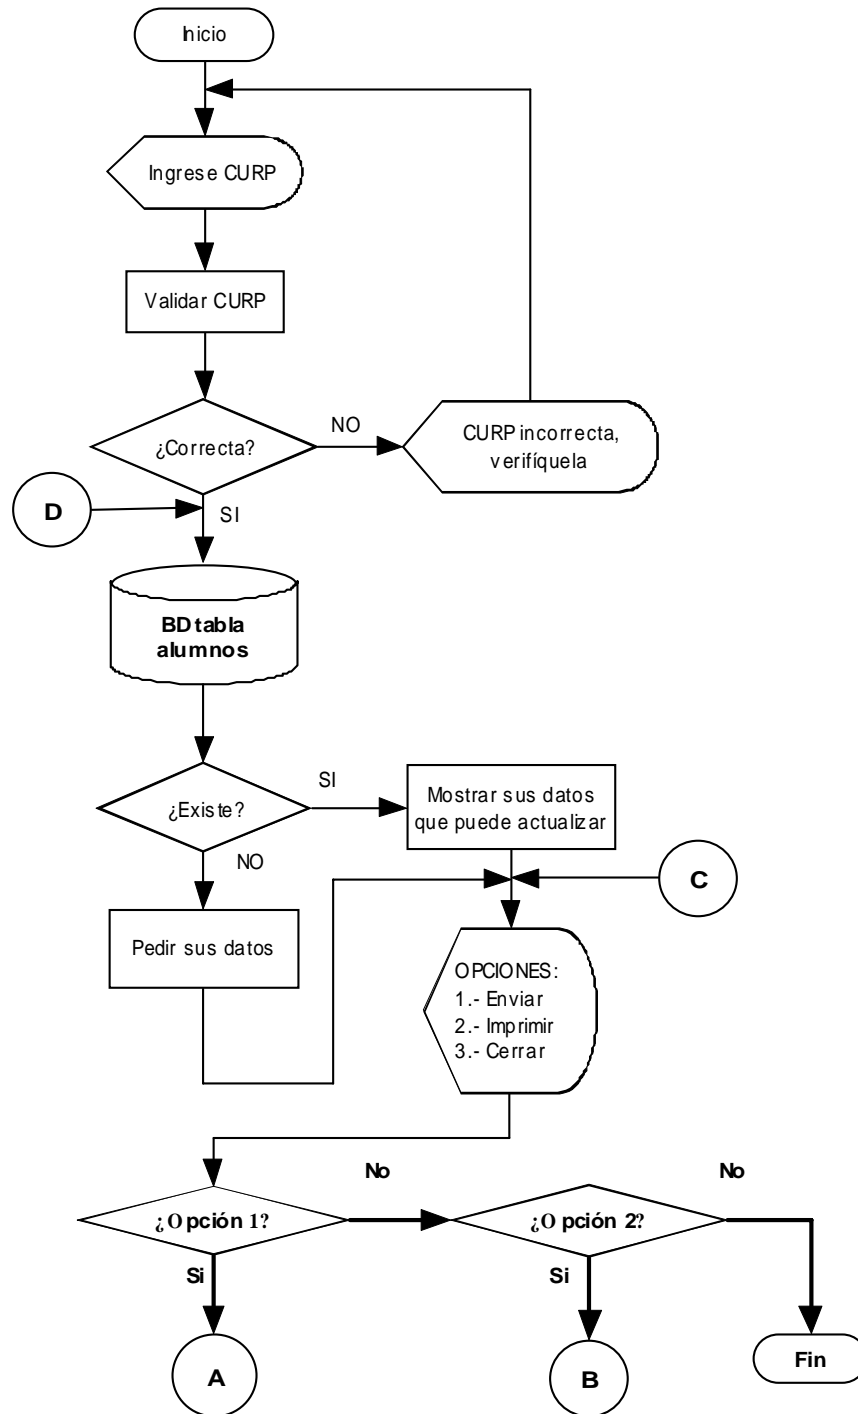 Inicio
Ingrese CURP
Validar CURP
¿Correcta?
NO
CURP incorrecta,
verifíquela
D
SI
BD tabla
alumnos
¿Existe?
SI
Mostrar sus datos
que puede actualizar
NO
C
Pedir sus datos
OPCIONES:
1.- Enviar
2.- Imprimir
3.- Cerrar
No
No
¿Opción 1?
¿Opción 2?
Si
Si
A
B
Fin